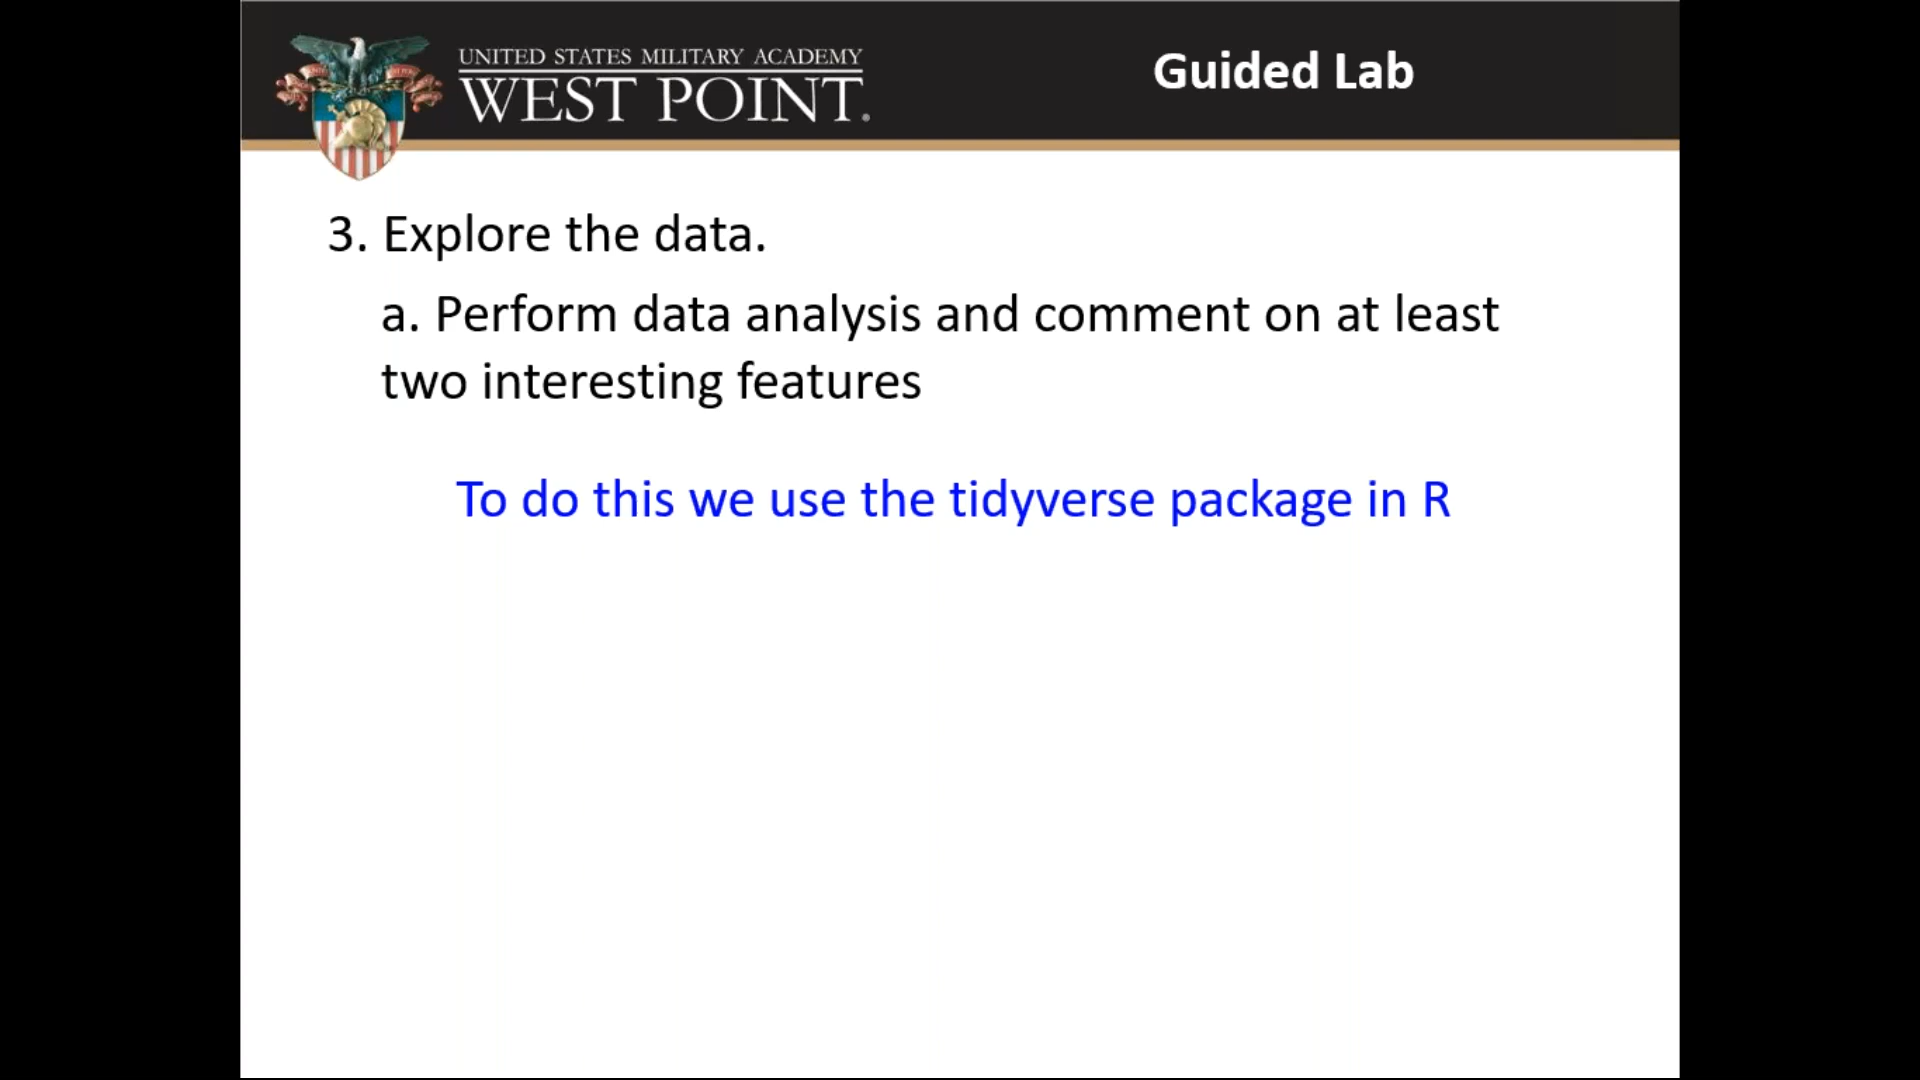 UNITED STATES MILITARY ACADEMY
WEST POINT.
Guided Lab
3. Explore the data.
a. Perform data analysis and comment on at least
two interesting features
To do this we use the tidyverse package in R